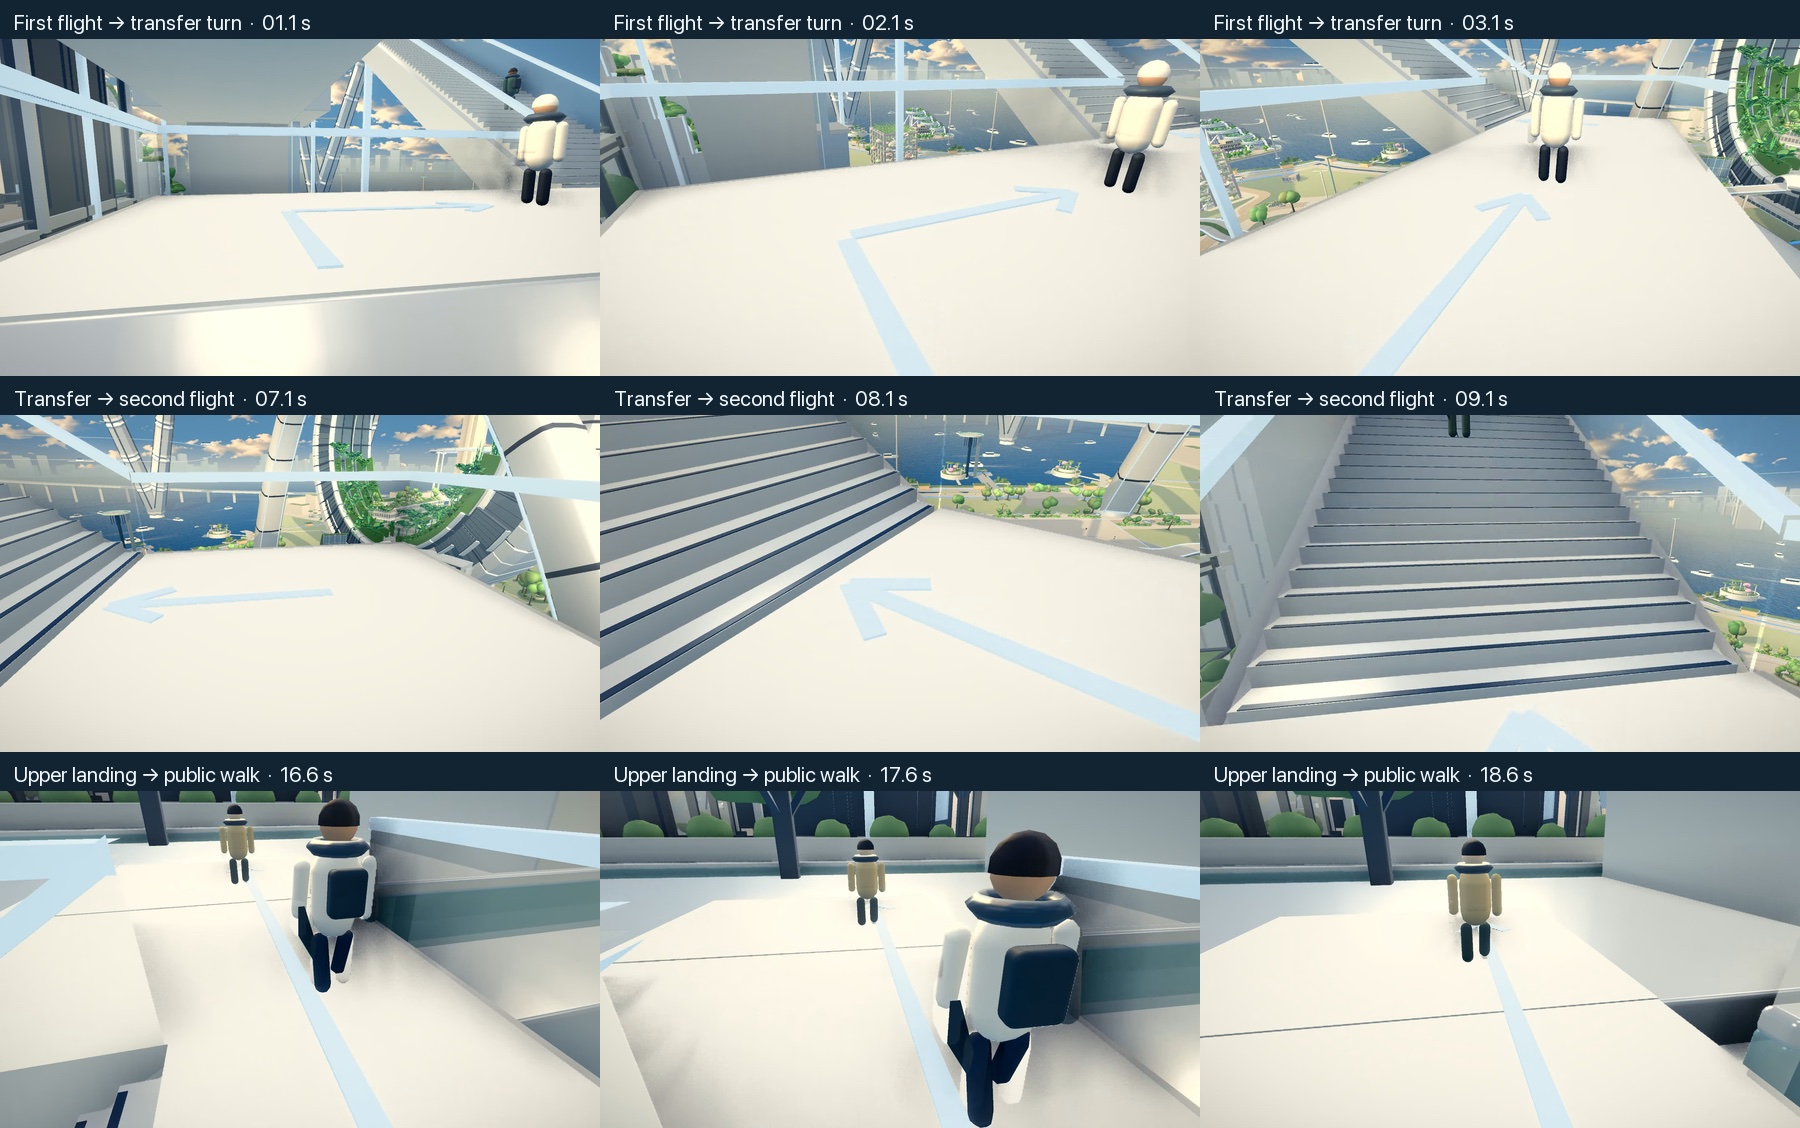 First flight → transfer turn · 01.1 s
First flight → transfer turn · 02.1 s
First flight → transfer turn · 03.1 s
Transfer → second flight · 07.1 s
Transfer → second flight · 08.1 s
Transfer → second flight · 09.1 s
Upper landing → public walk · 16.6 s
Upper landing → public walk · 17.6 s
Upper landing → public walk · 18.6 s